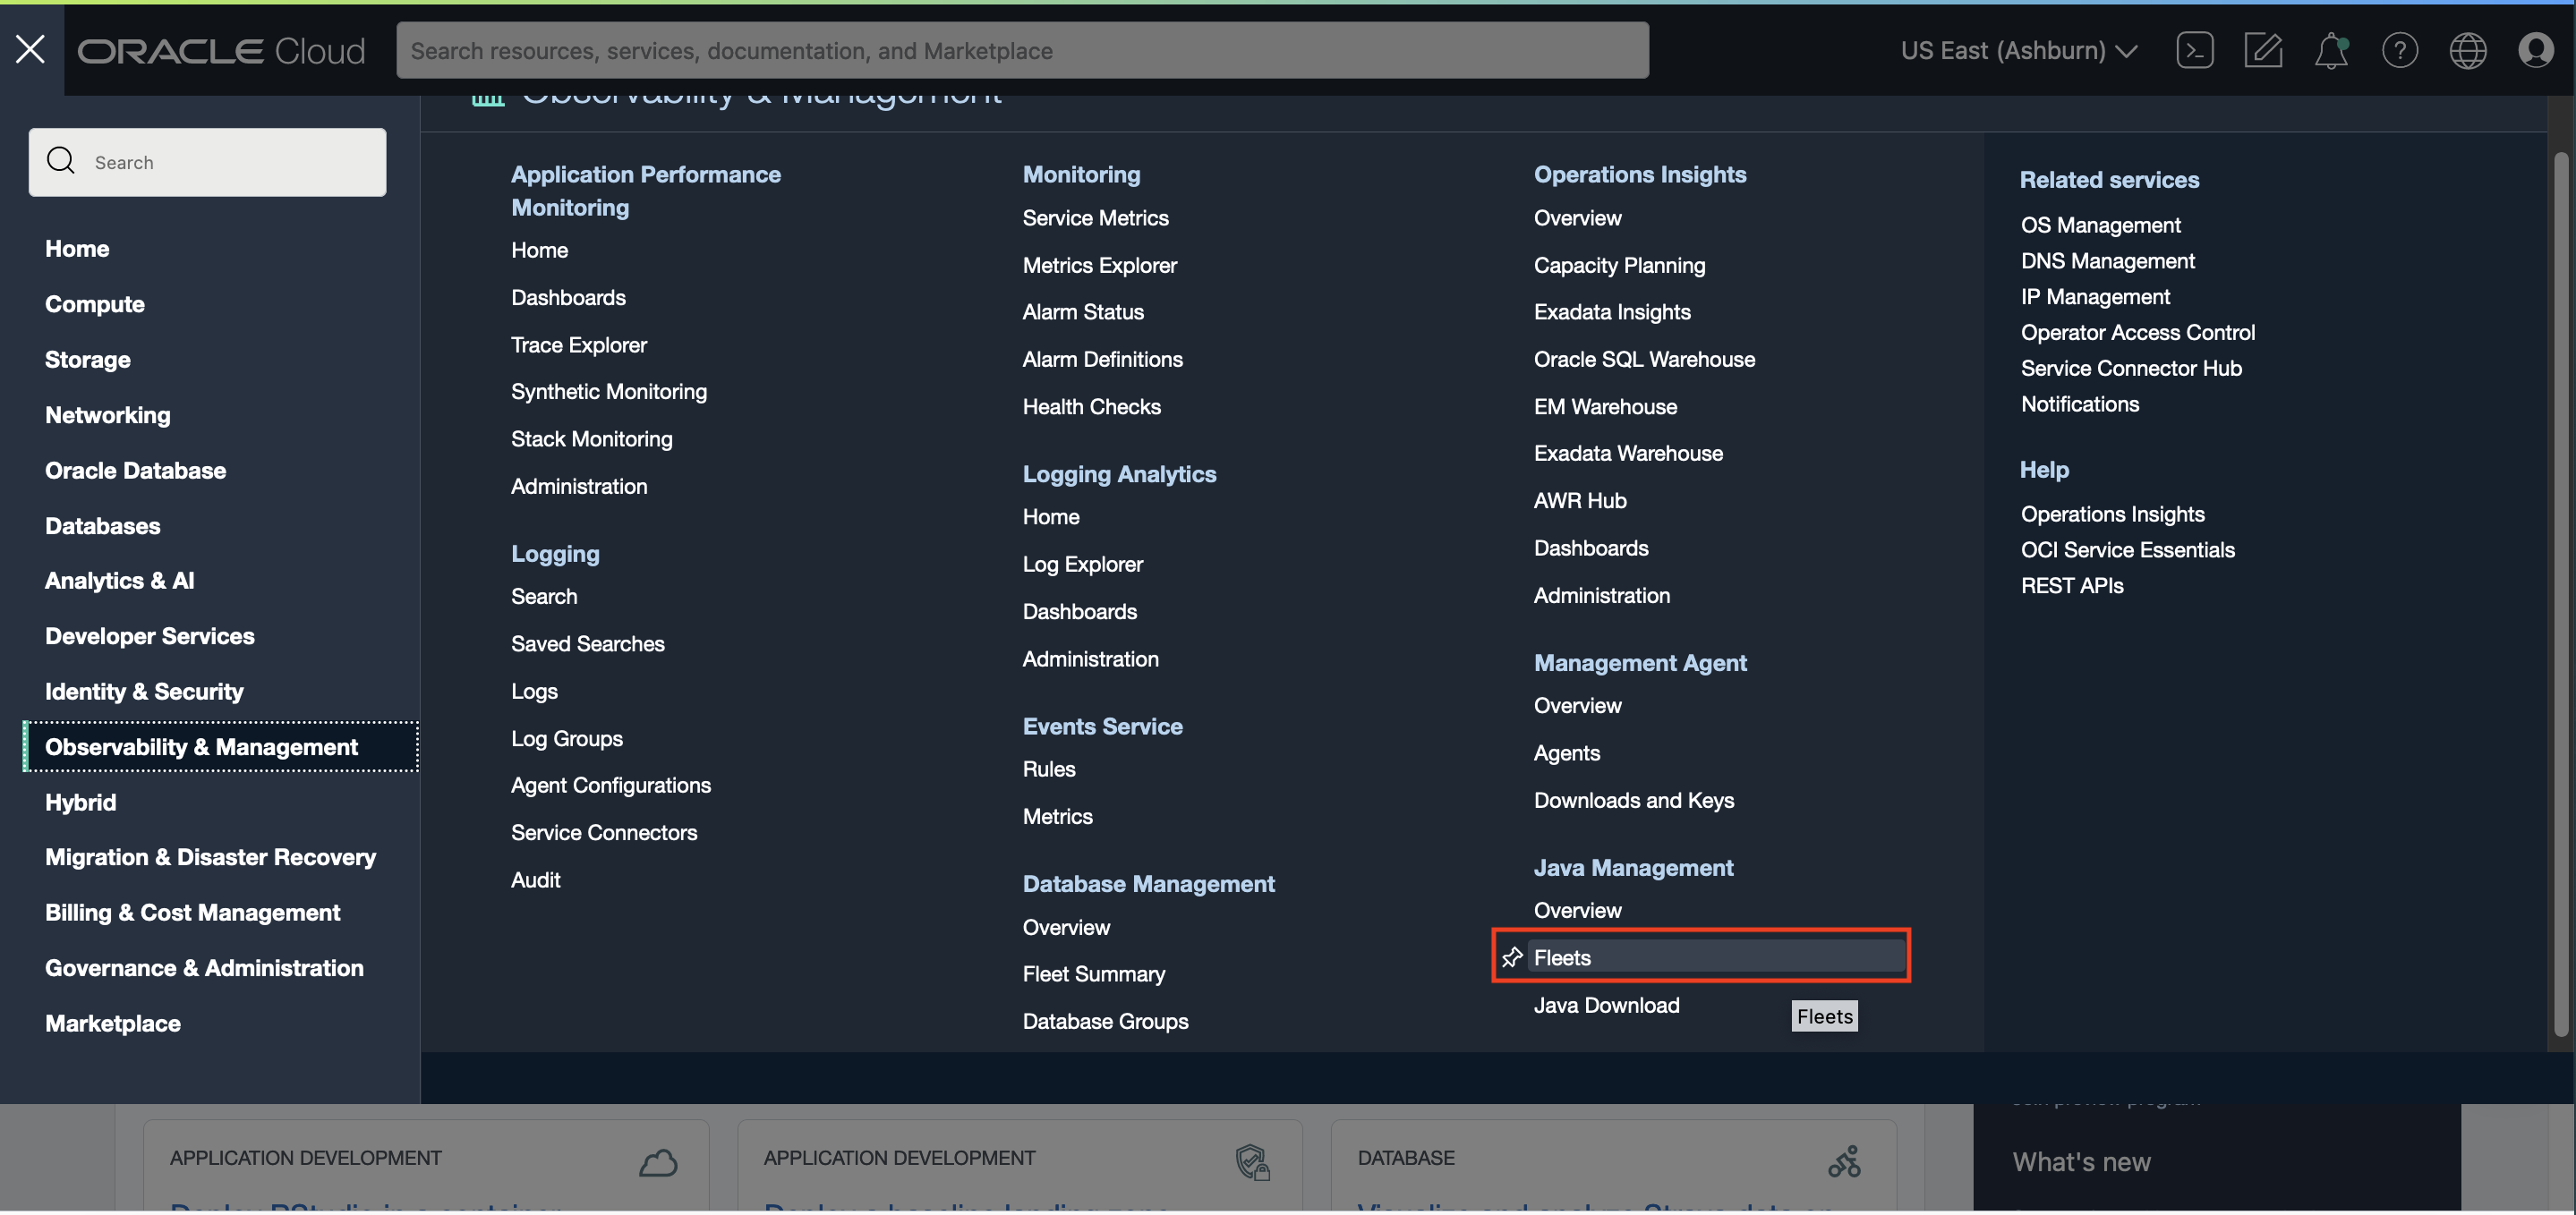 ORACLE Cloud
Search resources, services, documentation, and Marketplace
US East (Ashburn)
Search
Home
Compute
Storage
Networking
Oracle Database
Databases
Analytics & AI
Developer Services
Identity & Security
Observability & Management
Hybrid
Migration & Disaster Recovery
Billing & Cost Management
Governance & Administration
Marketplace
Observability & Management
Application Performance
Monitoring
Home
Dashboards
Trace Explorer
Synthetic Monitoring
Stack Monitoring
Administration
Logging
Search
Saved Searches
Logs
Log Groups
Agent Configurations
Service Connectors
Audit
Monitoring
Service Metrics
Metrics Explorer
Alarm Status
Alarm Definitions
Health Checks
Logging Analytics
Home
Log Explorer
Dashboards
Administration
Events Service
Rules
Metrics
Database Management
Overview
Fleet Summary
Database Groups
Operations Insights
Overview
Capacity Planning
Exadata Insights
Oracle SQL Warehouse
EM Warehouse
Exadata Warehouse
AWR Hub
Dashboards
Administration
Management Agent
Overview
Agents
Downloads and Keys
Java Management
Overview
Fleets
Java Download
Fleets
Related services
OS Management
DNS Management
IP Management
Operator Access Control
Service Connector Hub
Notifications
Help
Operations Insights
OCI Service Essentials
REST APIs
APPLICATION DEVELOPMENT
APPLICATION DEVELOPMENT
DATABASE
What's new